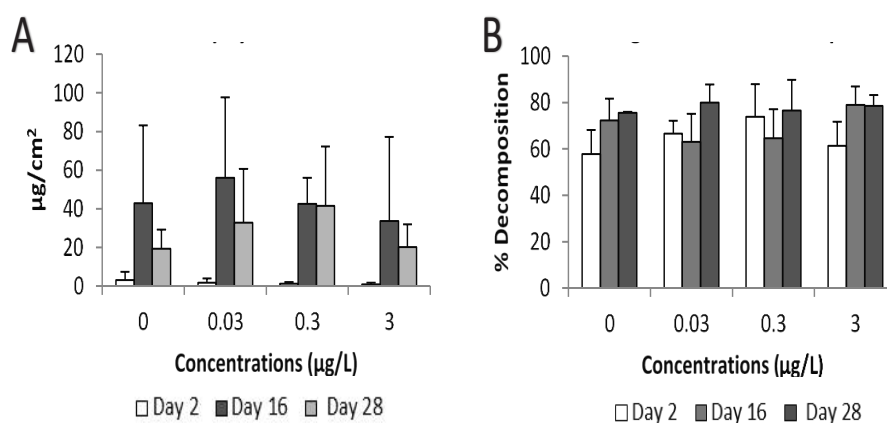 A
120
100
80
60
40
20
0
µg/cm²
0 0.03 0.3 3
Concentrations (µg/L)
Day 2 Day 16 Day 28
B
100
80
60
40
20
0
% Decomposition
0 0.03 0.3 3
Concentrations (µg/L)
Day 2 Day 16 Day 28